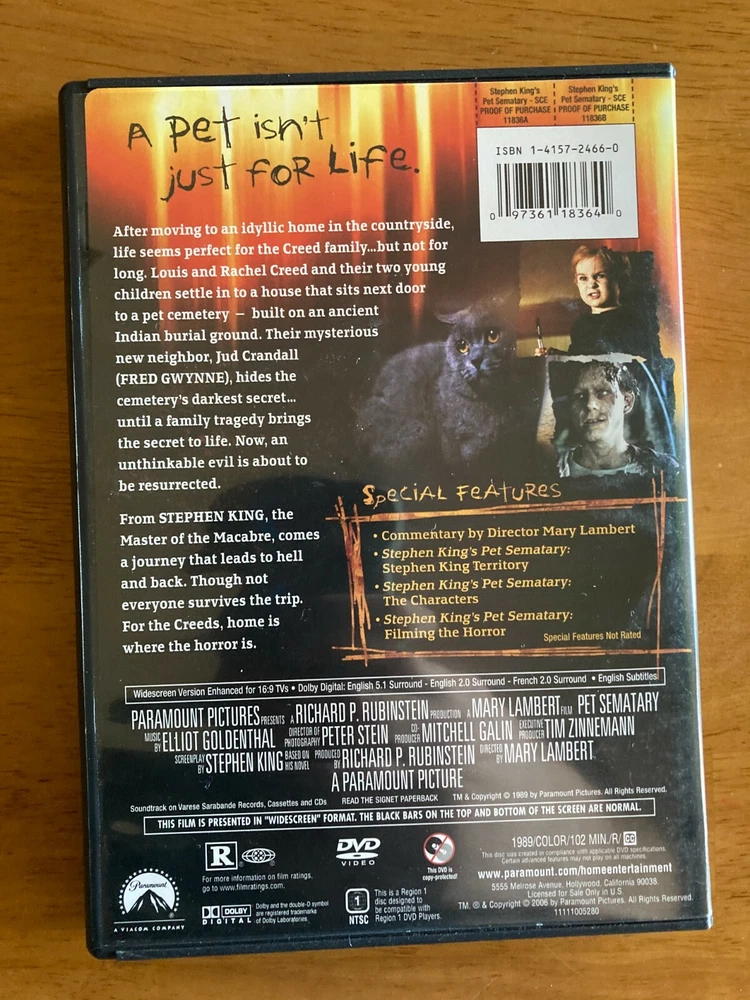 A Pet isn't
just for Life.
Stephen King's
Pet Sematary - SCE
PROOF OF PURCHASE
11836A
Stephen King's
Pet Sematary - SCE
PROOF OF PURCHASE
11836B
ISBN 1-4157-2466-0
0 97361 18364 0
After moving to an idyllic home in the countryside,
life seems perfect for the Creed family...but not for
long. Louis and Rachel Creed and their two young
children settle in to a house that sits next door
to a pet cemetery – built on an ancient
Indian burial ground. Their mysterious
new neighbor, Jud Crandall
(FRED GWYNNE), hides the
cemetery's darkest secret...
until a family tragedy brings
the secret to life. Now, an
unthinkable evil is about to
be resurrected.
From STEPHEN KING, the
Master of the Macabre, comes
a journey that leads to hell
and back. Though not
everyone survives the trip.
For the Creeds, home is
where the horror is.
Special Features
• Commentary by Director Mary Lambert
• Stephen King's Pet Sematary:
Stephen King Territory
• Stephen King's Pet Sematary:
The Characters
• Stephen King's Pet Sematary:
Filming the Horror
Special Features Not Rated
Widescreen Version Enhanced for 16:9 TVs • Dolby Digital: English 5.1 Surround - English 2.0 Surround - French 2.0 Surround • English Subtitles
PARAMOUNT PICTURES PRESENTS A RICHARD P. RUBINSTEIN PRODUCTION A MARY LAMBERT FILM PET SEMATARY
MUSIC BY ELLIOT GOLDENTHAL DIRECTOR OF PHOTOGRAPHY PETER STEIN CO-PRODUCER MITCHELL GALIN EXECUTIVE PRODUCER TIM ZINNEMANN
SCREENPLAY BY STEPHEN KING BASED ON HIS NOVEL PRODUCED BY RICHARD P. RUBINSTEIN DIRECTED BY MARY LAMBERT
A PARAMOUNT PICTURE
Soundtrack on Varese Sarabande Records, Cassettes and CDs READ THE SIGNET PAPERBACK TM & Copyright © 1989 by Paramount Pictures. All Rights Reserved.
THIS FILM IS PRESENTED IN "WIDESCREEN" FORMAT. THE BLACK BARS ON THE TOP AND BOTTOM OF THE SCREEN ARE NORMAL.
R
For more information on film ratings,
go to www.filmratings.com.
DVD
VIDEO
This DVD is
copy-protected!
1989/COLOR/102 MIN./R/ CC
This disc was created in compliance with applicable DVD specifications.
Certain advanced features may not play on all machines.
www.paramount.com/homeentertainment
5555 Melrose Avenue, Hollywood, California 90038.
Licensed for Sale Only in U.S.
TM, ® & Copyright © 2006 by Paramount Pictures. All Rights Reserved.
11111005280
Paramount
A VIACOM COMPANY
DOLBY
DIGITAL
Dolby and the double-D symbol
are registered trademarks
of Dolby Laboratories.
1
NTSC
This is a Region 1
disc designed to
be compatible with
Region 1 DVD Players.